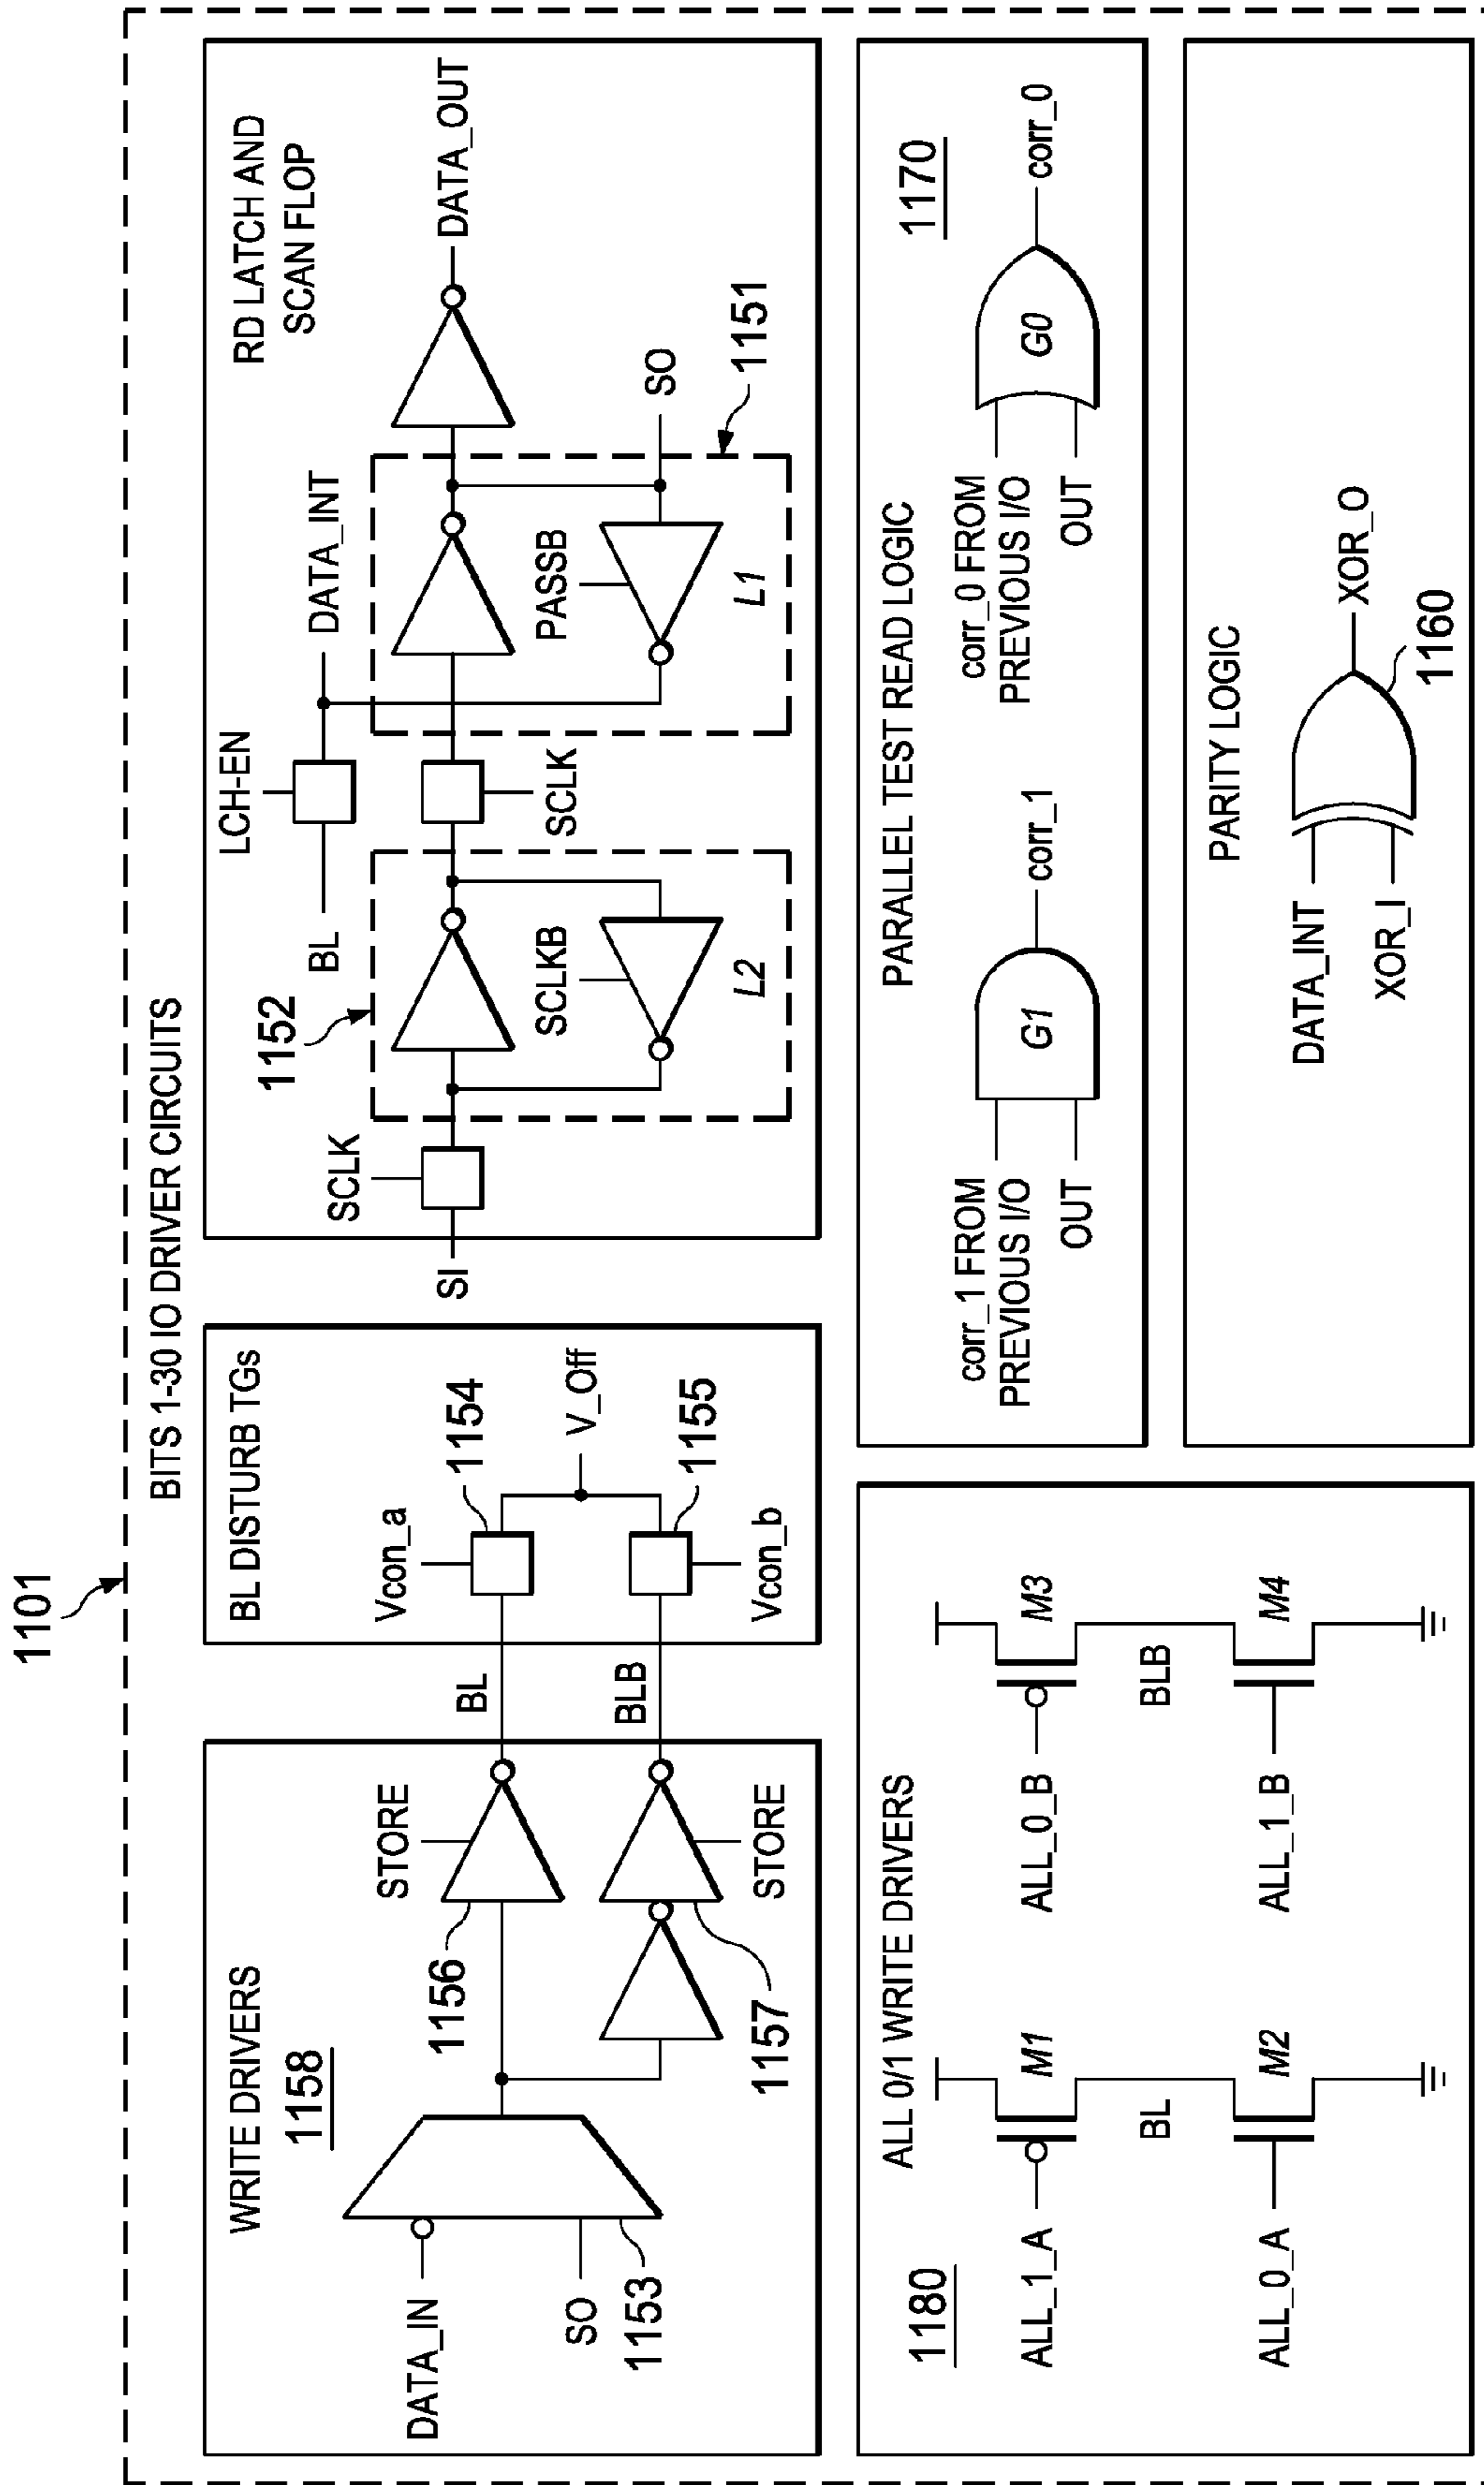 1101
BITS 1-30 IO DRIVER CIRCUITS
WRITE DRIVERS
1158
DATA_IN
SO
1153
1156
STORE
1157
STORE
BL
BLB
BL DISTURB TGs
Vcon_a
1154
V_Off
1155
Vcon_b
RD LATCH AND
SCAN FLOP
SI
SCLK
1152
SCLKB
L2
BL
LCH-EN
SCLK
DATA_INT
PASSB
L1
SO
1151
DATA_OUT
ALL 0/1 WRITE DRIVERS
1180
ALL_1_A
M1
BL
ALL_0_A
M2
ALL_0_B
M3
BLB
ALL_1_B
M4
PARALLEL TEST READ LOGIC
1170
corr_1 FROM
PREVIOUS I/O
OUT
G1
corr_1
corr_0 FROM
PREVIOUS I/O
OUT
G0
corr_0
PARITY LOGIC
DATA_INT
XOR_I
XOR_O
1160